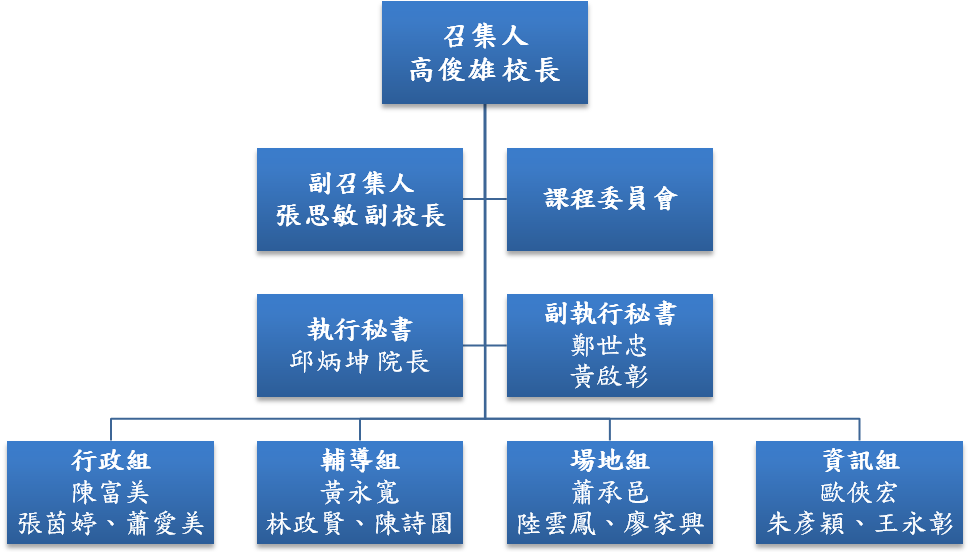 召集人
高俊雄校長
副召集人
張思敏副校長
課程委員會
執行秘書
邱炳坤院長
副執行秘書
鄭世忠
黃啟彰
行政組
陳富美
張茵婷、蕭愛美
輔導組
黃永寬
林政賢、陳詩園
場地組
蕭承邑
陸雲鳳、廖家興
資訊組
歐俠宏
朱彥穎、王永彰